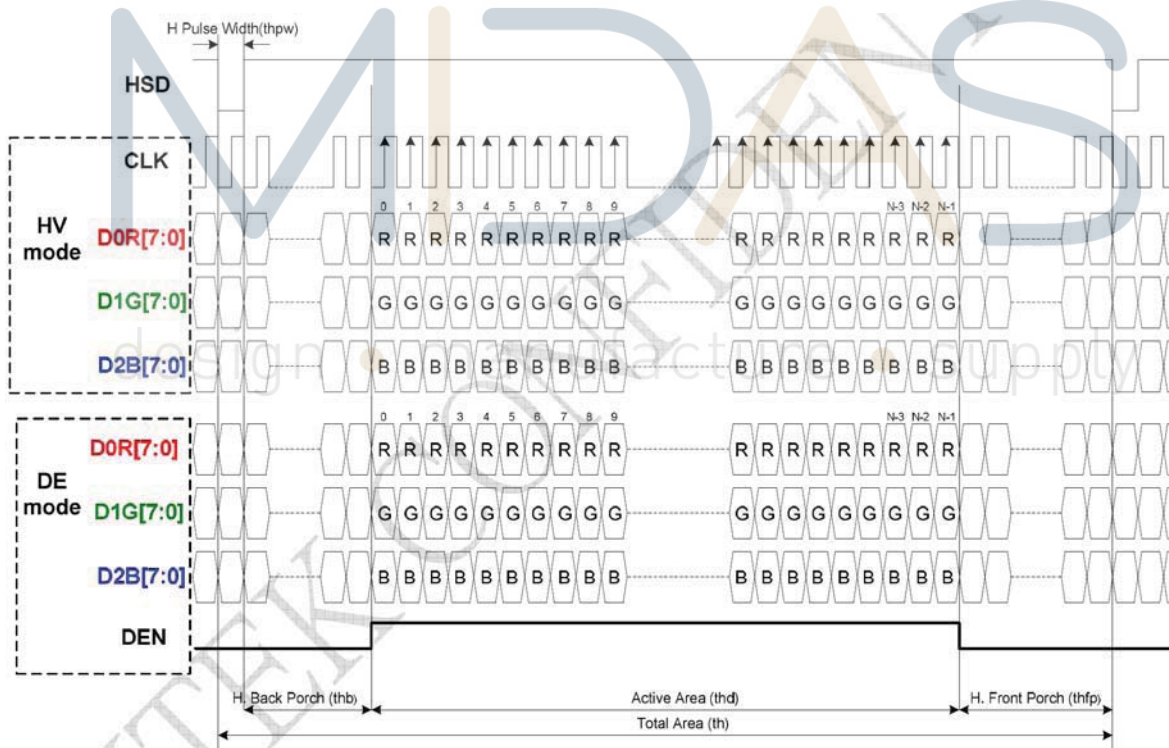 MIDAS
H Pulse Width(thpw)
HSD
CLK
HV
mode
0 1 2 3 4 5 6 7 8 9 N-3 N-2 N-1
D0R[7:0] R R R R R R R R R R R R R R R R R R R
D1G[7:0] G G G G G G G G G G G G G G G G G G G
D2B[7:0] B B B B B B B B B B B B B B B B B B B
design • manufacture • supply
DE
mode
0 1 2 3 4 5 6 7 8 9 N-3 N-2 N-1
D0R[7:0] R R R R R R R R R R R R R R R R R R R
D1G[7:0] G G G G G G G G G G G G G G G G G G G
D2B[7:0] B B B B B B B B B B B B B B B B B B B
DEN
H. Back Porch (thb) Active Area (thd) H. Front Porch (thfp)
Total Area (th)